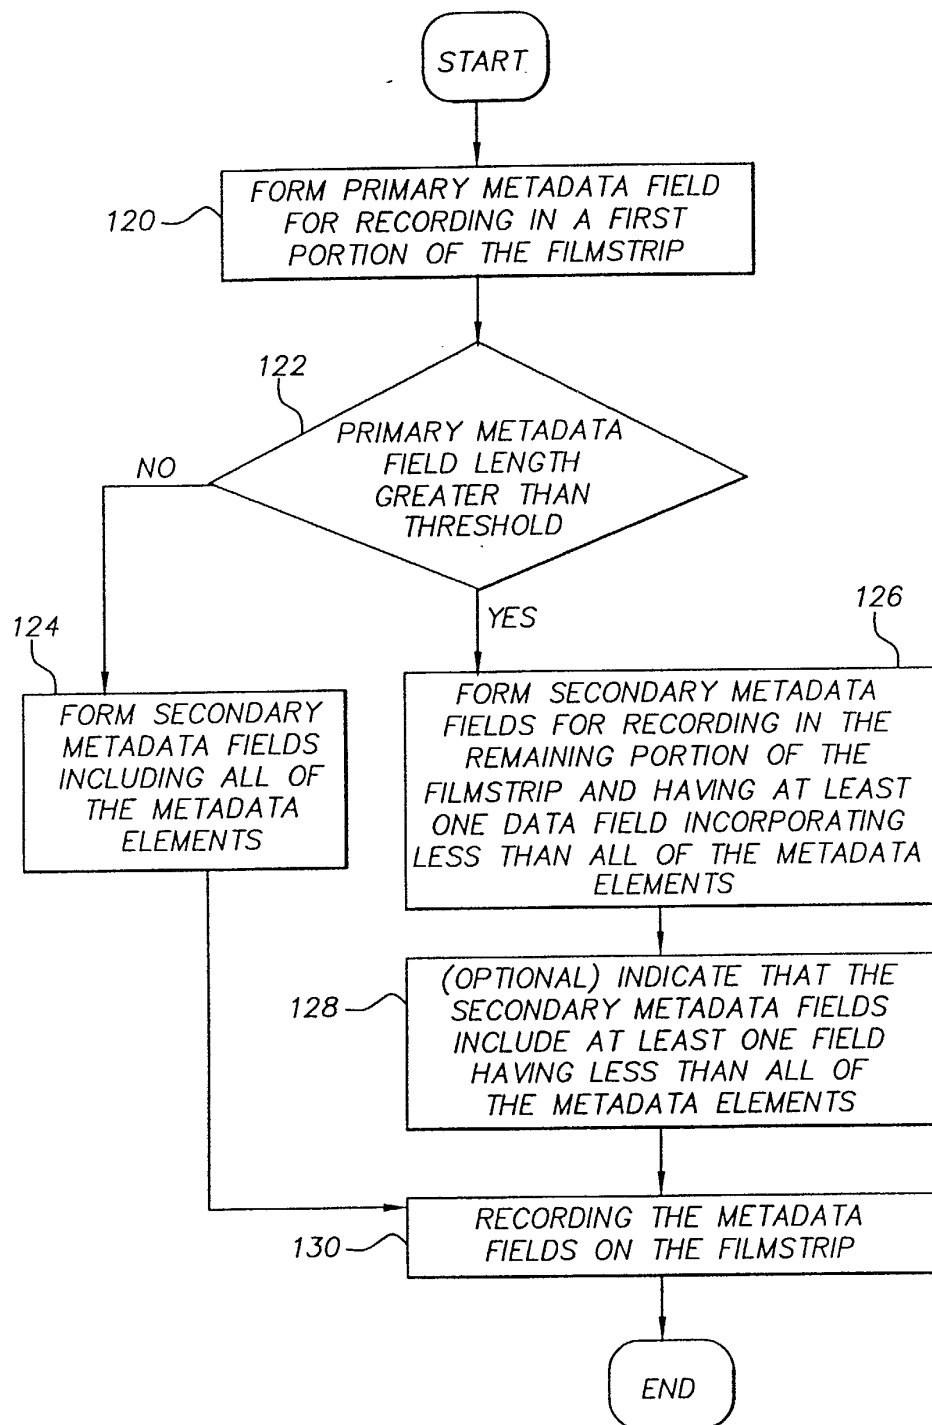 START
FORM PRIMARY METADATA FIELD
FOR RECORDING IN A FIRST
PORTION OF THE FILMSTRIP
120
122
PRIMARY METADATA
FIELD LENGTH
GREATER THAN
THRESHOLD
NO
YES
124
FORM SECONDARY
METADATA FIELDS
INCLUDING ALL OF
THE METADATA
ELEMENTS
126
FORM SECONDARY METADATA
FIELDS FOR RECORDING IN THE
REMAINING PORTION OF THE
FILMSTRIP AND HAVING AT LEAST
ONE DATA FIELD INCORPORATING
LESS THAN ALL OF THE METADATA
ELEMENTS
128
(OPTIONAL) INDICATE THAT THE
SECONDARY METADATA FIELDS
INCLUDE AT LEAST ONE FIELD
HAVING LESS THAN ALL OF
THE METADATA ELEMENTS
130
RECORDING THE METADATA
FIELDS ON THE FILMSTRIP
END